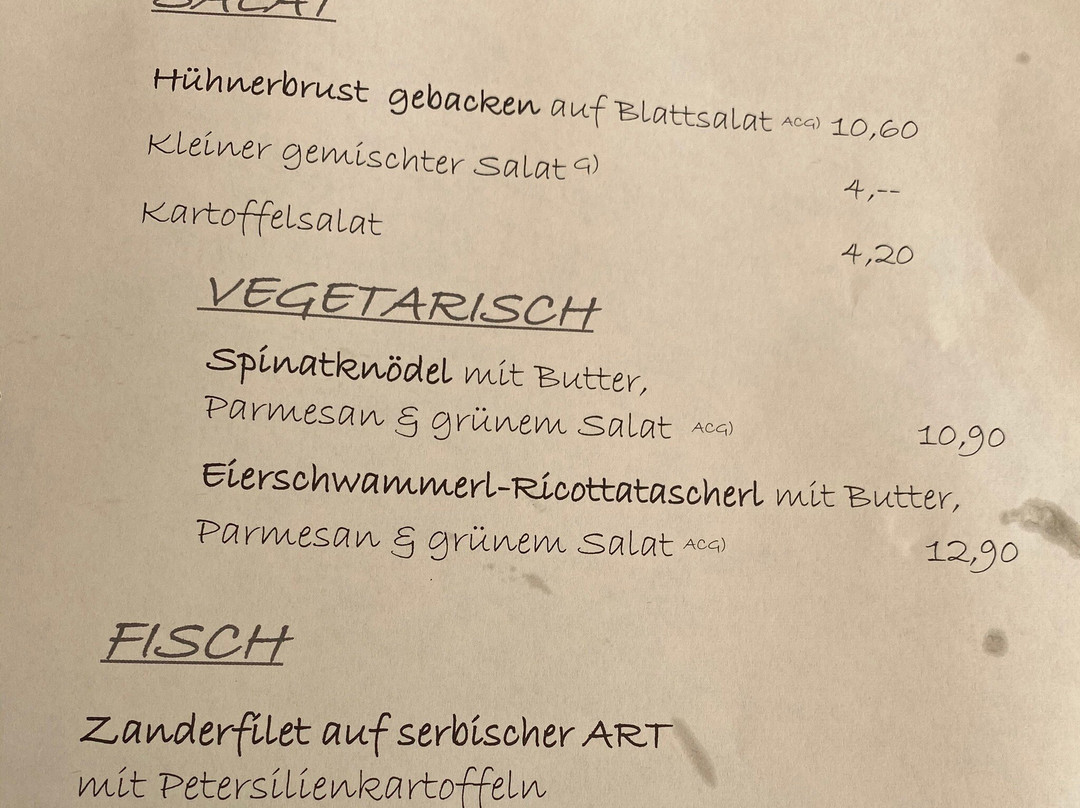 SALAT
Hühnerbrust gebacken auf Blattsalat ACG) 10,60
Kleiner gemischter Salat G) 4,--
Kartoffelsalat 4,20
VEGETARISCH
Spinatknödel mit Butter,
Parmesan & grünem Salat ACG) 10,90
Eierschwammerl-Ricottatascherl mit Butter,
Parmesan & grünem Salat ACG) 12,90
FISCH
Zanderfilet auf serbischer ART
mit Petersilienkartoffeln